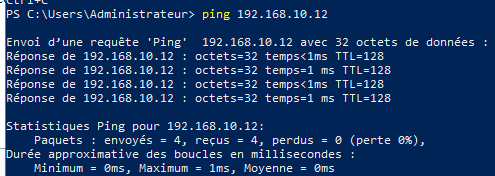 Ctrl+C
PS C:\Users\Administrateur> ping 192.168.10.12
Envoi d'une requête 'Ping'  192.168.10.12 avec 32 octets de données :
Réponse de 192.168.10.12 : octets=32 temps<1ms TTL=128
Réponse de 192.168.10.12 : octets=32 temps<1ms TTL=128
Réponse de 192.168.10.12 : octets=32 temps=1 ms TTL=128
Réponse de 192.168.10.12 : octets=32 temps=1 ms TTL=128
Statistiques Ping pour 192.168.10.12:
    Paquets : envoyés = 4, reçus = 4, perdus = 0 (perte 0%),
Durée approximative des boucles en millisecondes :
    Minimum = 0ms, Maximum = 1ms, Moyenne = 0ms